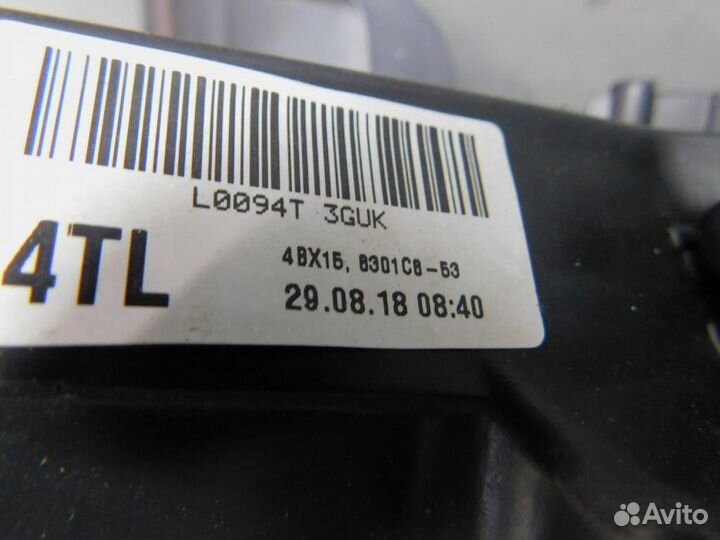 L0094T 3GUK
4BX15, 8301C8-53
4TL
29.08.18 08:40
Avito